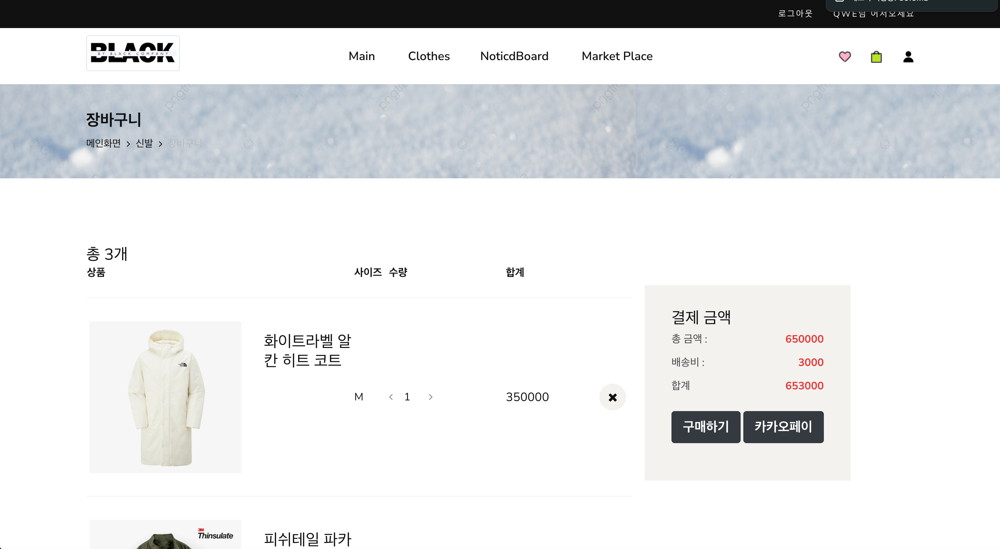 로그아웃 QWE님 어서오세요
BLACK
BY BLACK COMPANY
Main Clothes NoticdBoard Market Place
장바구니
메인화면 > 신발 > 장바구니
총 3개
상품 사이즈 수량 합계
화이트라벨 알
칸 히트 코트
M < 1 > 350000
결제 금액
총 금액 : 650000
배송비 : 3000
합계 653000
구매하기 카카오페이
3M
Thinsulate
피쉬테일 파카